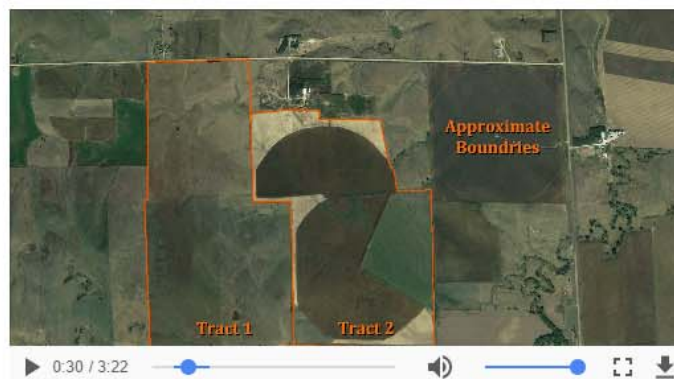 Approximate
Boundries
Tract 1
Tract 2
0:30 / 3:22